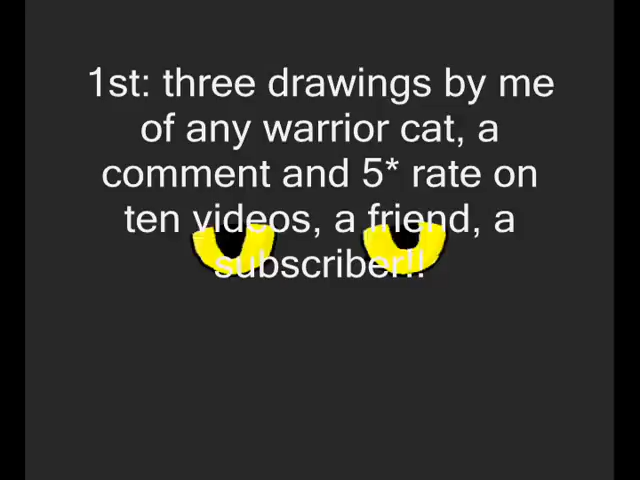 1st: three drawings by me
of any warrior cat, a
comment and 5* rate on
ten videos, a friend, a
subscriber!!